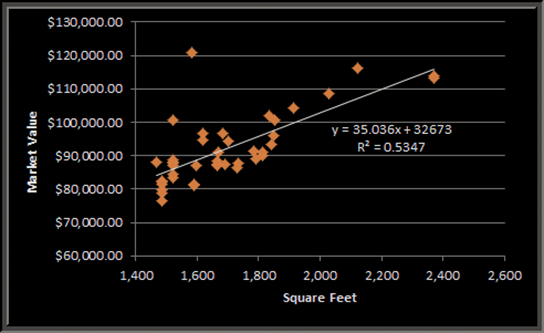 $130,000.00
$120,000.00
$110,000.00
$100,000.00
$90,000.00
$80,000.00
$70,000.00
$60,000.00
Market Value
y = 35.036x + 32673
R² = 0.5347
1,400 1,600 1,800 2,000 2,200 2,400 2,600
Square Feet